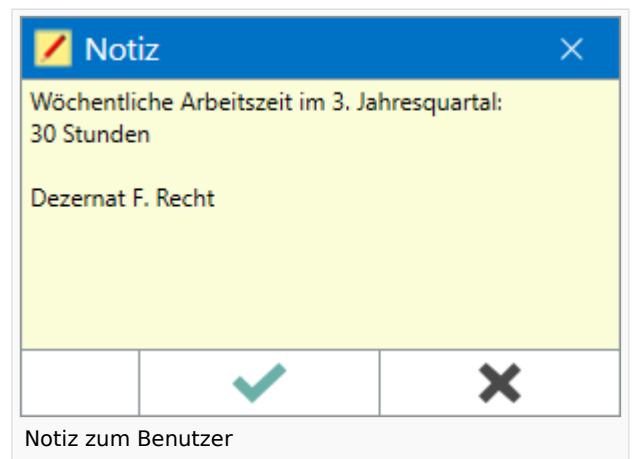 Notiz
Wöchentliche Arbeitszeit im 3. Jahresquartal:
30 Stunden
Dezernat F. Recht
Notiz zum Benutzer